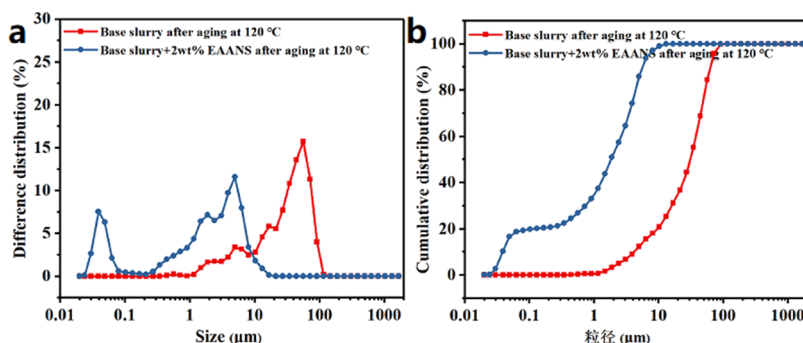 a
Base slurry after aging at 120 ℃
Base slurry+2wt% EAANS after aging at 120 ℃
Difference distribution (%)
30
25
20
15
10
5
0
0.01 0.1 1 10 100 1000
Size (µm)
b
Base slurry after aging at 120 ℃
Base slurry+2wt% EAANS after aging at 120 ℃
Cumulative distribution (%)
100
80
60
40
20
0
0.01 0.1 1 10 100 1000
粒径 (µm)